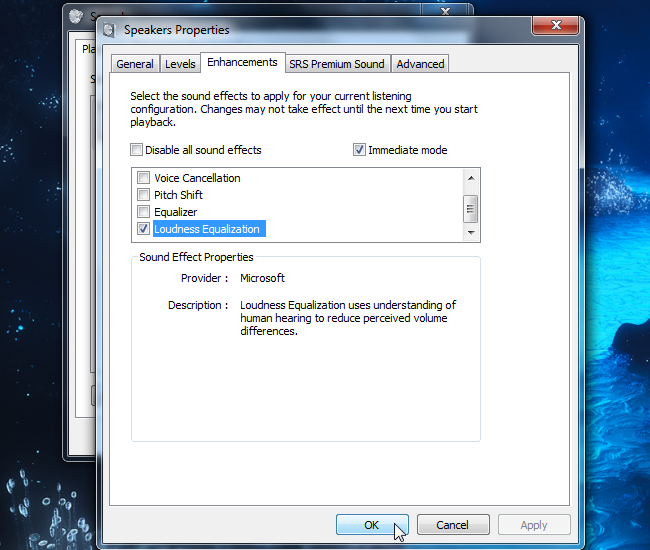 Speakers Properties
General Levels Enhancements SRS Premium Sound Advanced
Select the sound effects to apply for your current listening
configuration. Changes may not take effect until the next time you start
playback.
Disable all sound effects Immediate mode
Voice Cancellation
Pitch Shift
Equalizer
Loudness Equalization
Sound Effect Properties
Provider : Microsoft
Description : Loudness Equalization uses understanding of
human hearing to reduce perceived volume
differences.
OK Cancel Apply